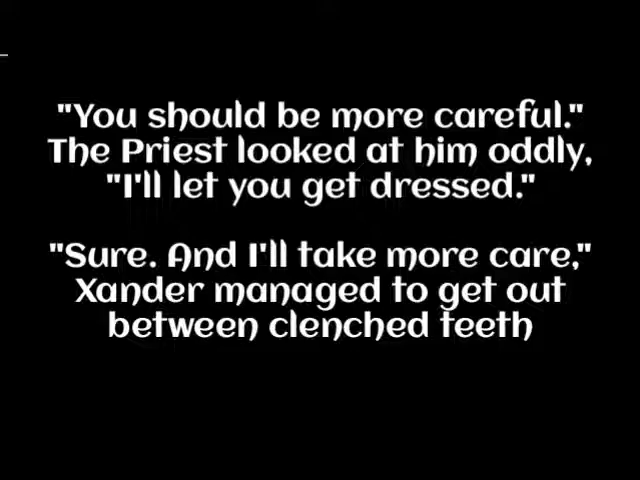 "You should be more careful."
The Priest looked at him oddly,
"I'll let you get dressed."
"Sure. And I'll take more care,"
Xander managed to get out
between clenched teeth